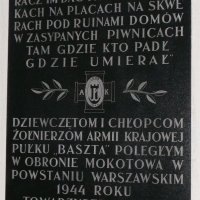 KACH NA PLACACH NA SKWE
RACH POD RUINAMI DOMÓW
W ZASYPANYCH PIWNICACH
TAM GDZIE KTO PADŁ
GDZIE UMIERAŁ"
A K
DZIEWCZĘTOM I CHŁOPCOM
ŻOŁNIERZOM ARMII KRAJOWEJ
PUŁKU „BASZTA" POLEGŁYM
W OBRONIE MOKOTOWA W
POWSTANIU WARSZAWSKIM
1944 ROKU